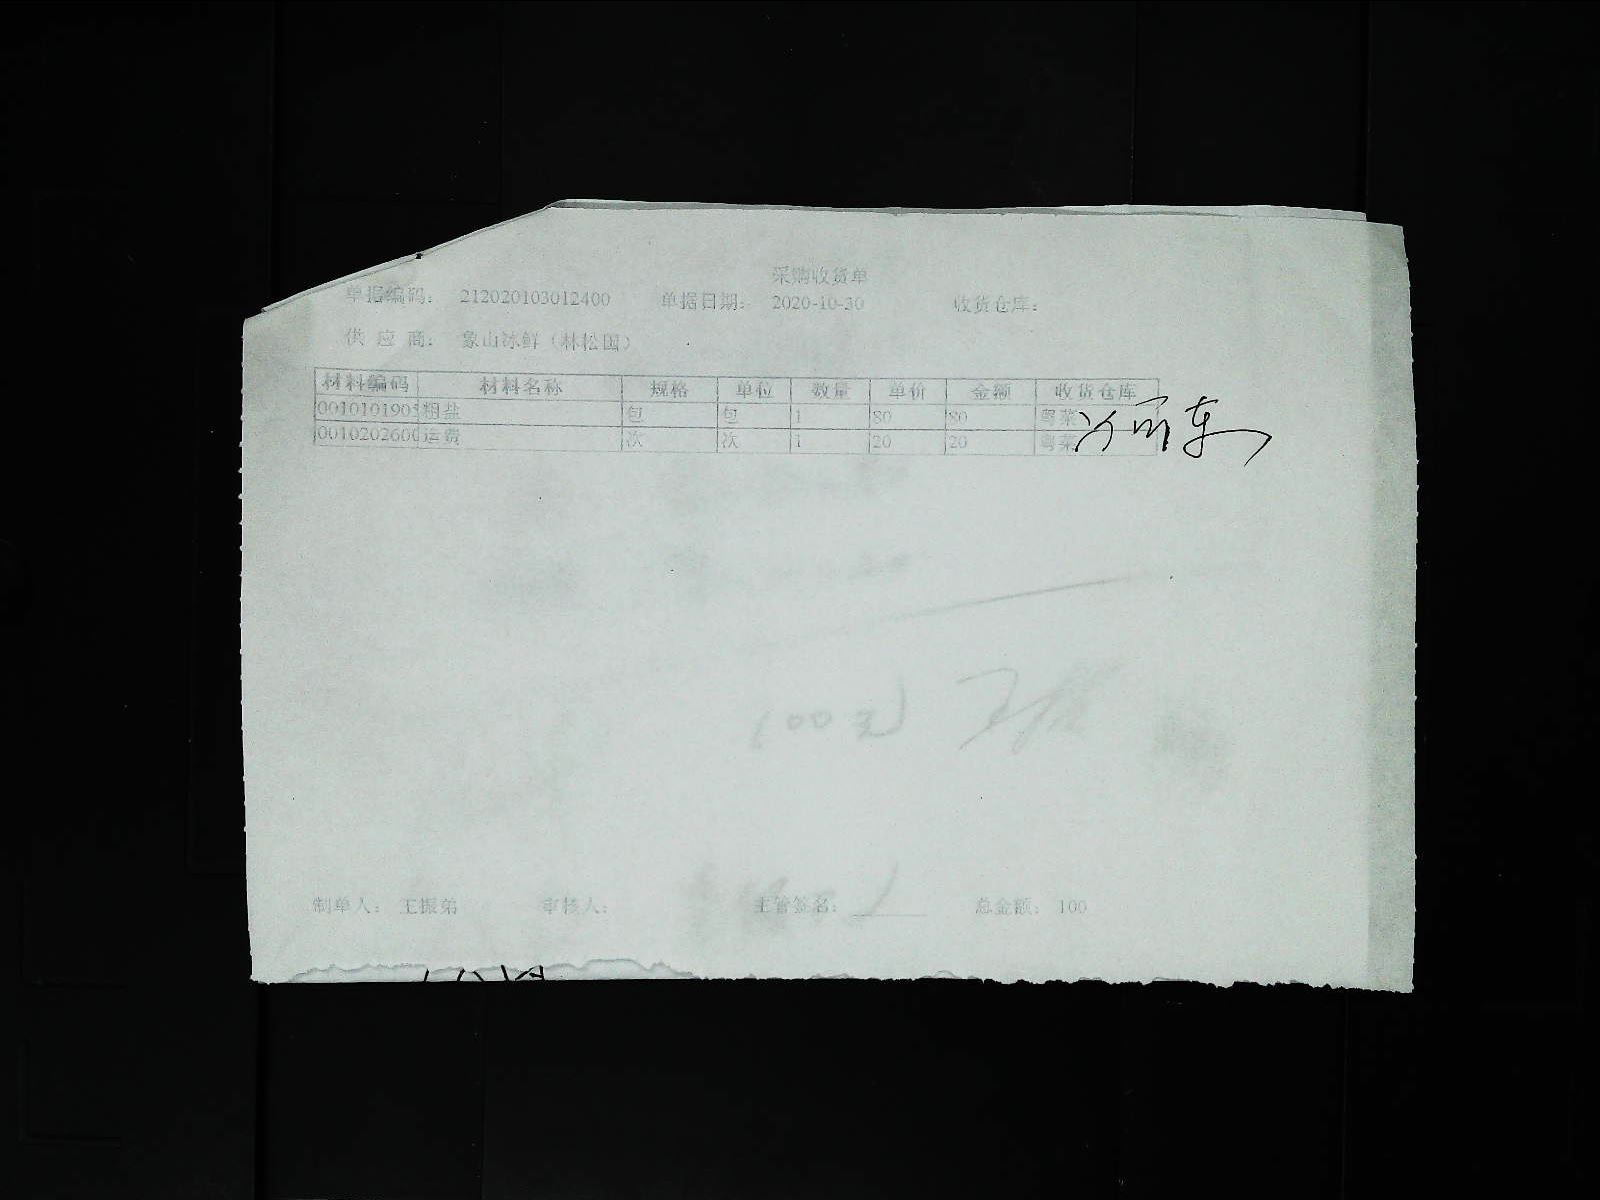 采购收货单
单据编码： 212020103012400 单据日期： 2020-10-30 收货仓库：
供 应 商： 象山冰鲜（林松国）
材料编码 材料名称 规格 单位 数量 单价 金额 收货仓库
001010190 粗盐 包 包 1 80 80 粤菜
001020260 运费 次 次 1 20 20 粤菜
100元
制单人： 王振弟 审核人： 主管签名： 总金额： 100